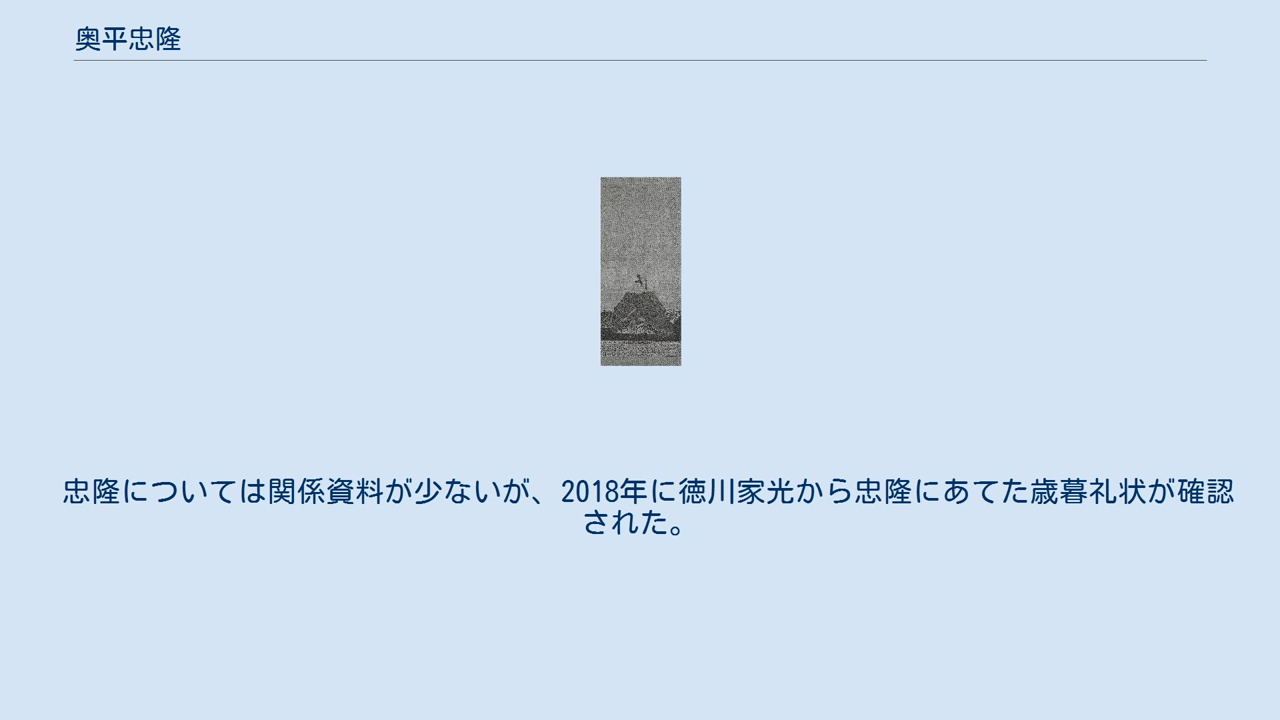 奥平忠隆
忠隆については関係資料が少ないが、2018年に徳川家光から忠隆にあてた歳暮礼状が確認
された。